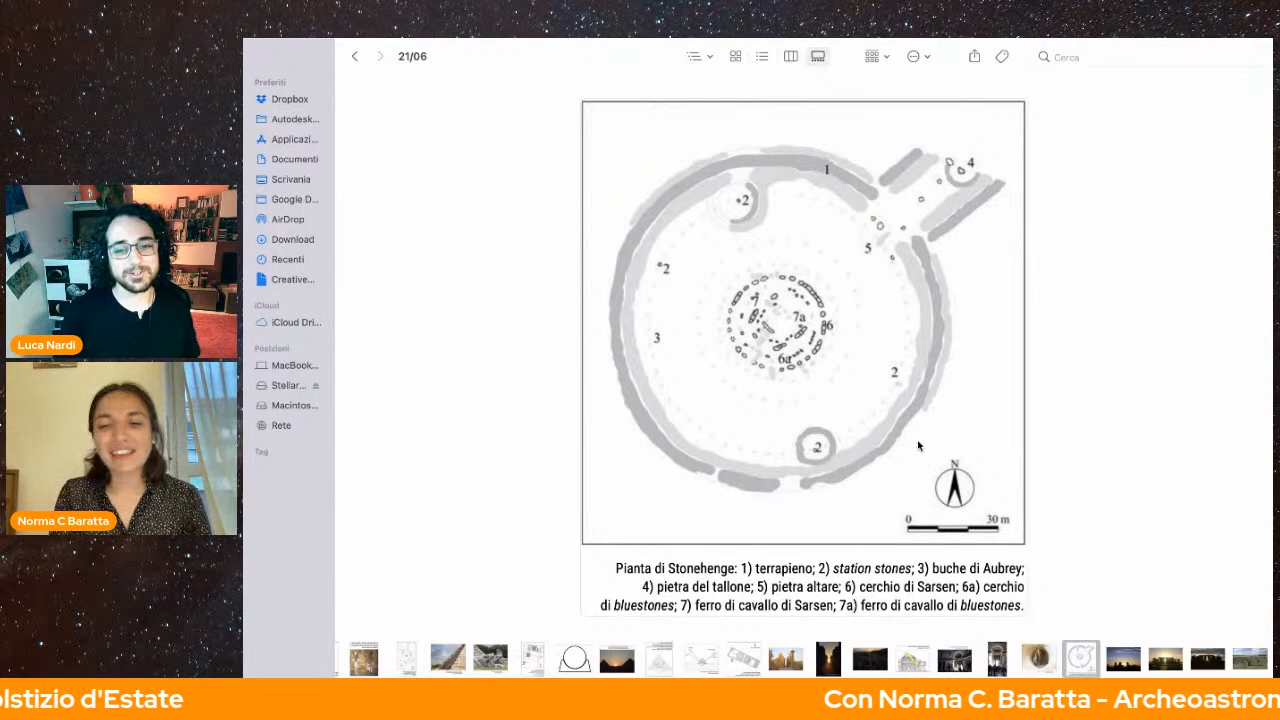 21/06
Cerca
Preferiti
Dropbox
Autodesk...
Applicazi...
Documenti
Scrivania
Google D...
AirDrop
Download
Recenti
Creative...
iCloud
iCloud Dri...
Posizioni
MacBook...
Stellar...
Macintos...
Rete
Tag
Luca Nardi
Norma C Baratta
1
4
2
5
2
7
7a
6
3
6a
2
2
N
0 30 m
Pianta di Stonehenge: 1) terrapieno; 2) station stones; 3) buche di Aubrey;
4) pietra del tallone; 5) pietra altare; 6) cerchio di Sarsen; 6a) cerchio
di bluestones; 7) ferro di cavallo di Sarsen; 7a) ferro di cavallo di bluestones.
olstizio d'Estate
Con Norma C. Baratta - Archeoastron